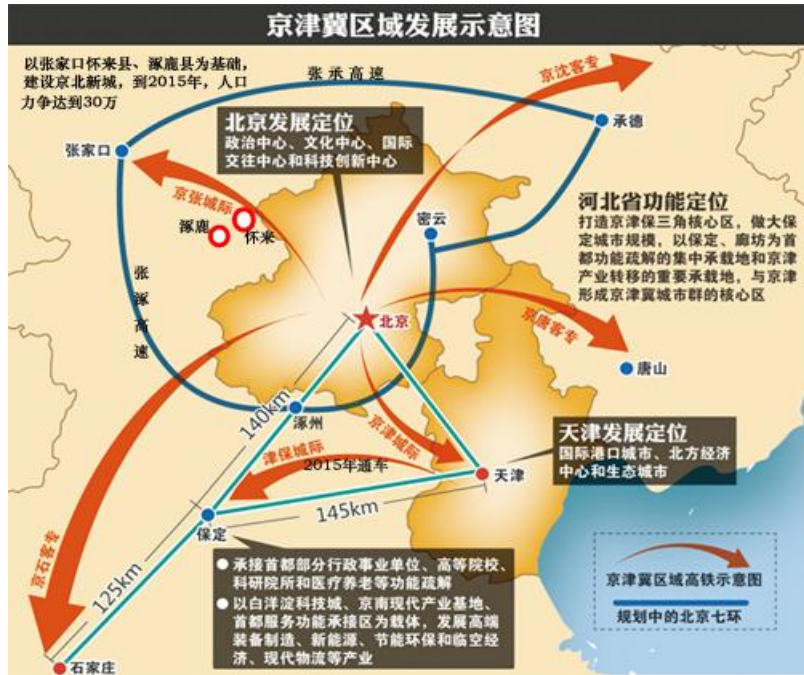 京津冀区域发展示意图
以张家口怀来县、涿鹿县为基础，
建设京北新城，到2015年，人口
力争达到30万
张承高速
京沈客专
北京发展定位
政治中心、文化中心、国际
交往中心和科技创新中心
承德
张家口
京张城际
涿鹿
怀来
密云
河北省功能定位
打造京津保三角核心区，做大保
定城市规模，以保定、廊坊为首
都功能疏解的集中承载地和京津
产业转移的重要承载地，与京津
形成京津冀城市群的核心区
张涿高速
北京
京唐客专
唐山
140km
涿州
京津城际
天津发展定位
国际港口城市、北方经济
中心和生态城市
津保城际
2015年通车
天津
145km
保定
京石客专
125km
承接首都部分行政事业单位、高等院校、
科研院所和医疗养老等功能疏解
以白洋淀科技城、京南现代产业基地、
首都服务功能承接区为载体，发展高端
装备制造、新能源、节能环保和临空经
济、现代物流等产业
石家庄
京津冀区域高铁示意图
规划中的北京七环